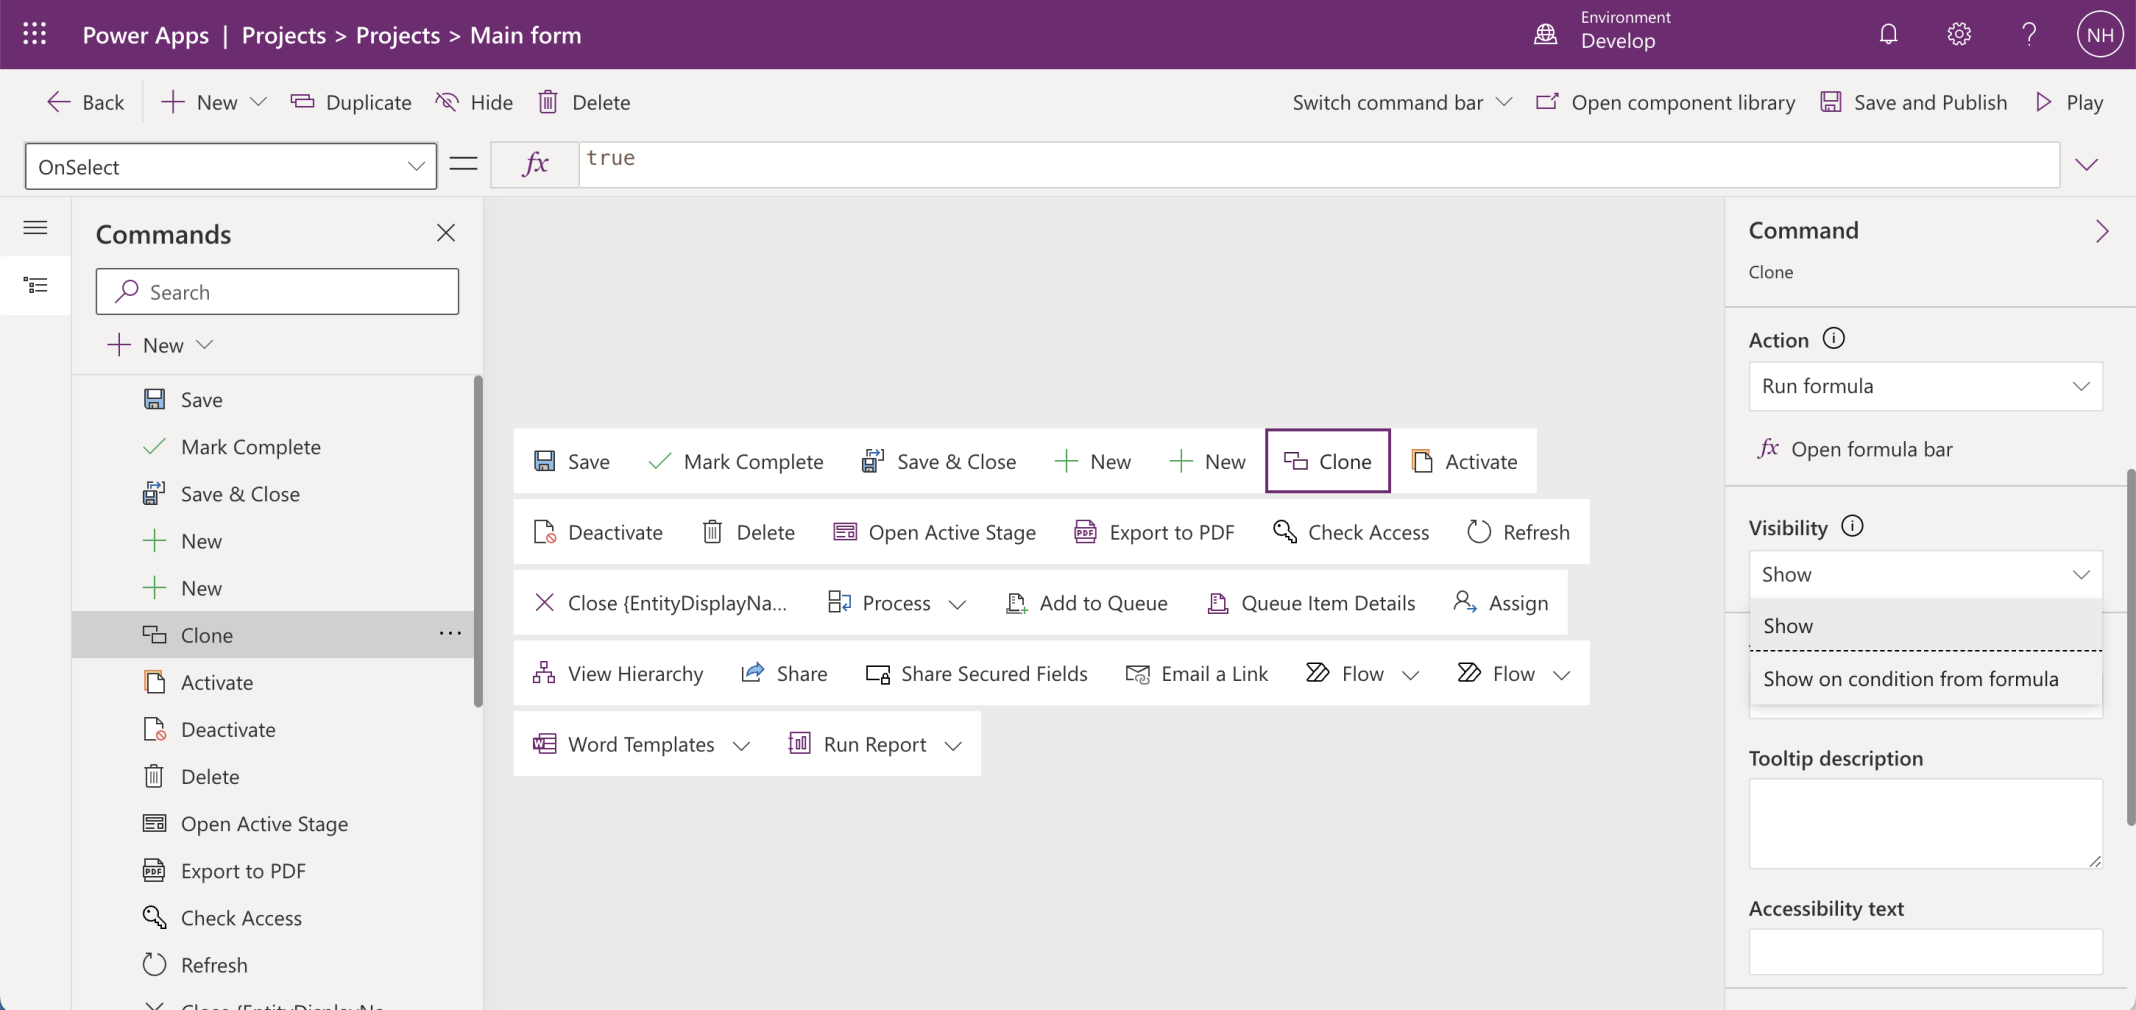 Power Apps | Projects > Projects > Main form
Environment
Develop
NH
Back
New
Duplicate
Hide
Delete
Switch command bar
Open component library
Save and Publish
Play
OnSelect
fx
true
Commands
Search
New
Save
Mark Complete
Save & Close
New
New
Clone
Activate
Deactivate
Delete
Open Active Stage
Export to PDF
Check Access
Refresh
Save Mark Complete Save & Close New New Clone Activate
Deactivate Delete Open Active Stage Export to PDF Check Access Refresh
Close {EntityDisplayNa... Process Add to Queue Queue Item Details Assign
View Hierarchy Share Share Secured Fields Email a Link Flow Flow
Word Templates Run Report
Command
Clone
Action
Run formula
fx Open formula bar
Visibility
Show
Show
Show on condition from formula
Tooltip description
Accessibility text